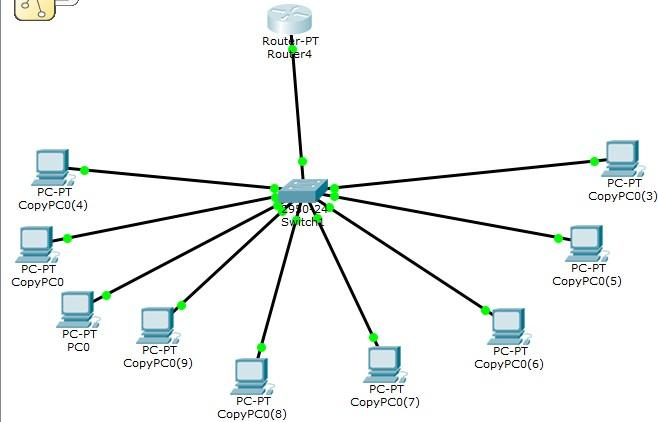 Router-PT
Router4
PC-PT
CopyPC0(4)
PC-PT
CopyPC0(3)
2950-24
Switch1
PC-PT
CopyPC0
PC-PT
CopyPC0(5)
PC-PT
PC0
PC-PT
CopyPC0(9)
PC-PT
CopyPC0(6)
PC-PT
CopyPC0(8)
PC-PT
CopyPC0(7)